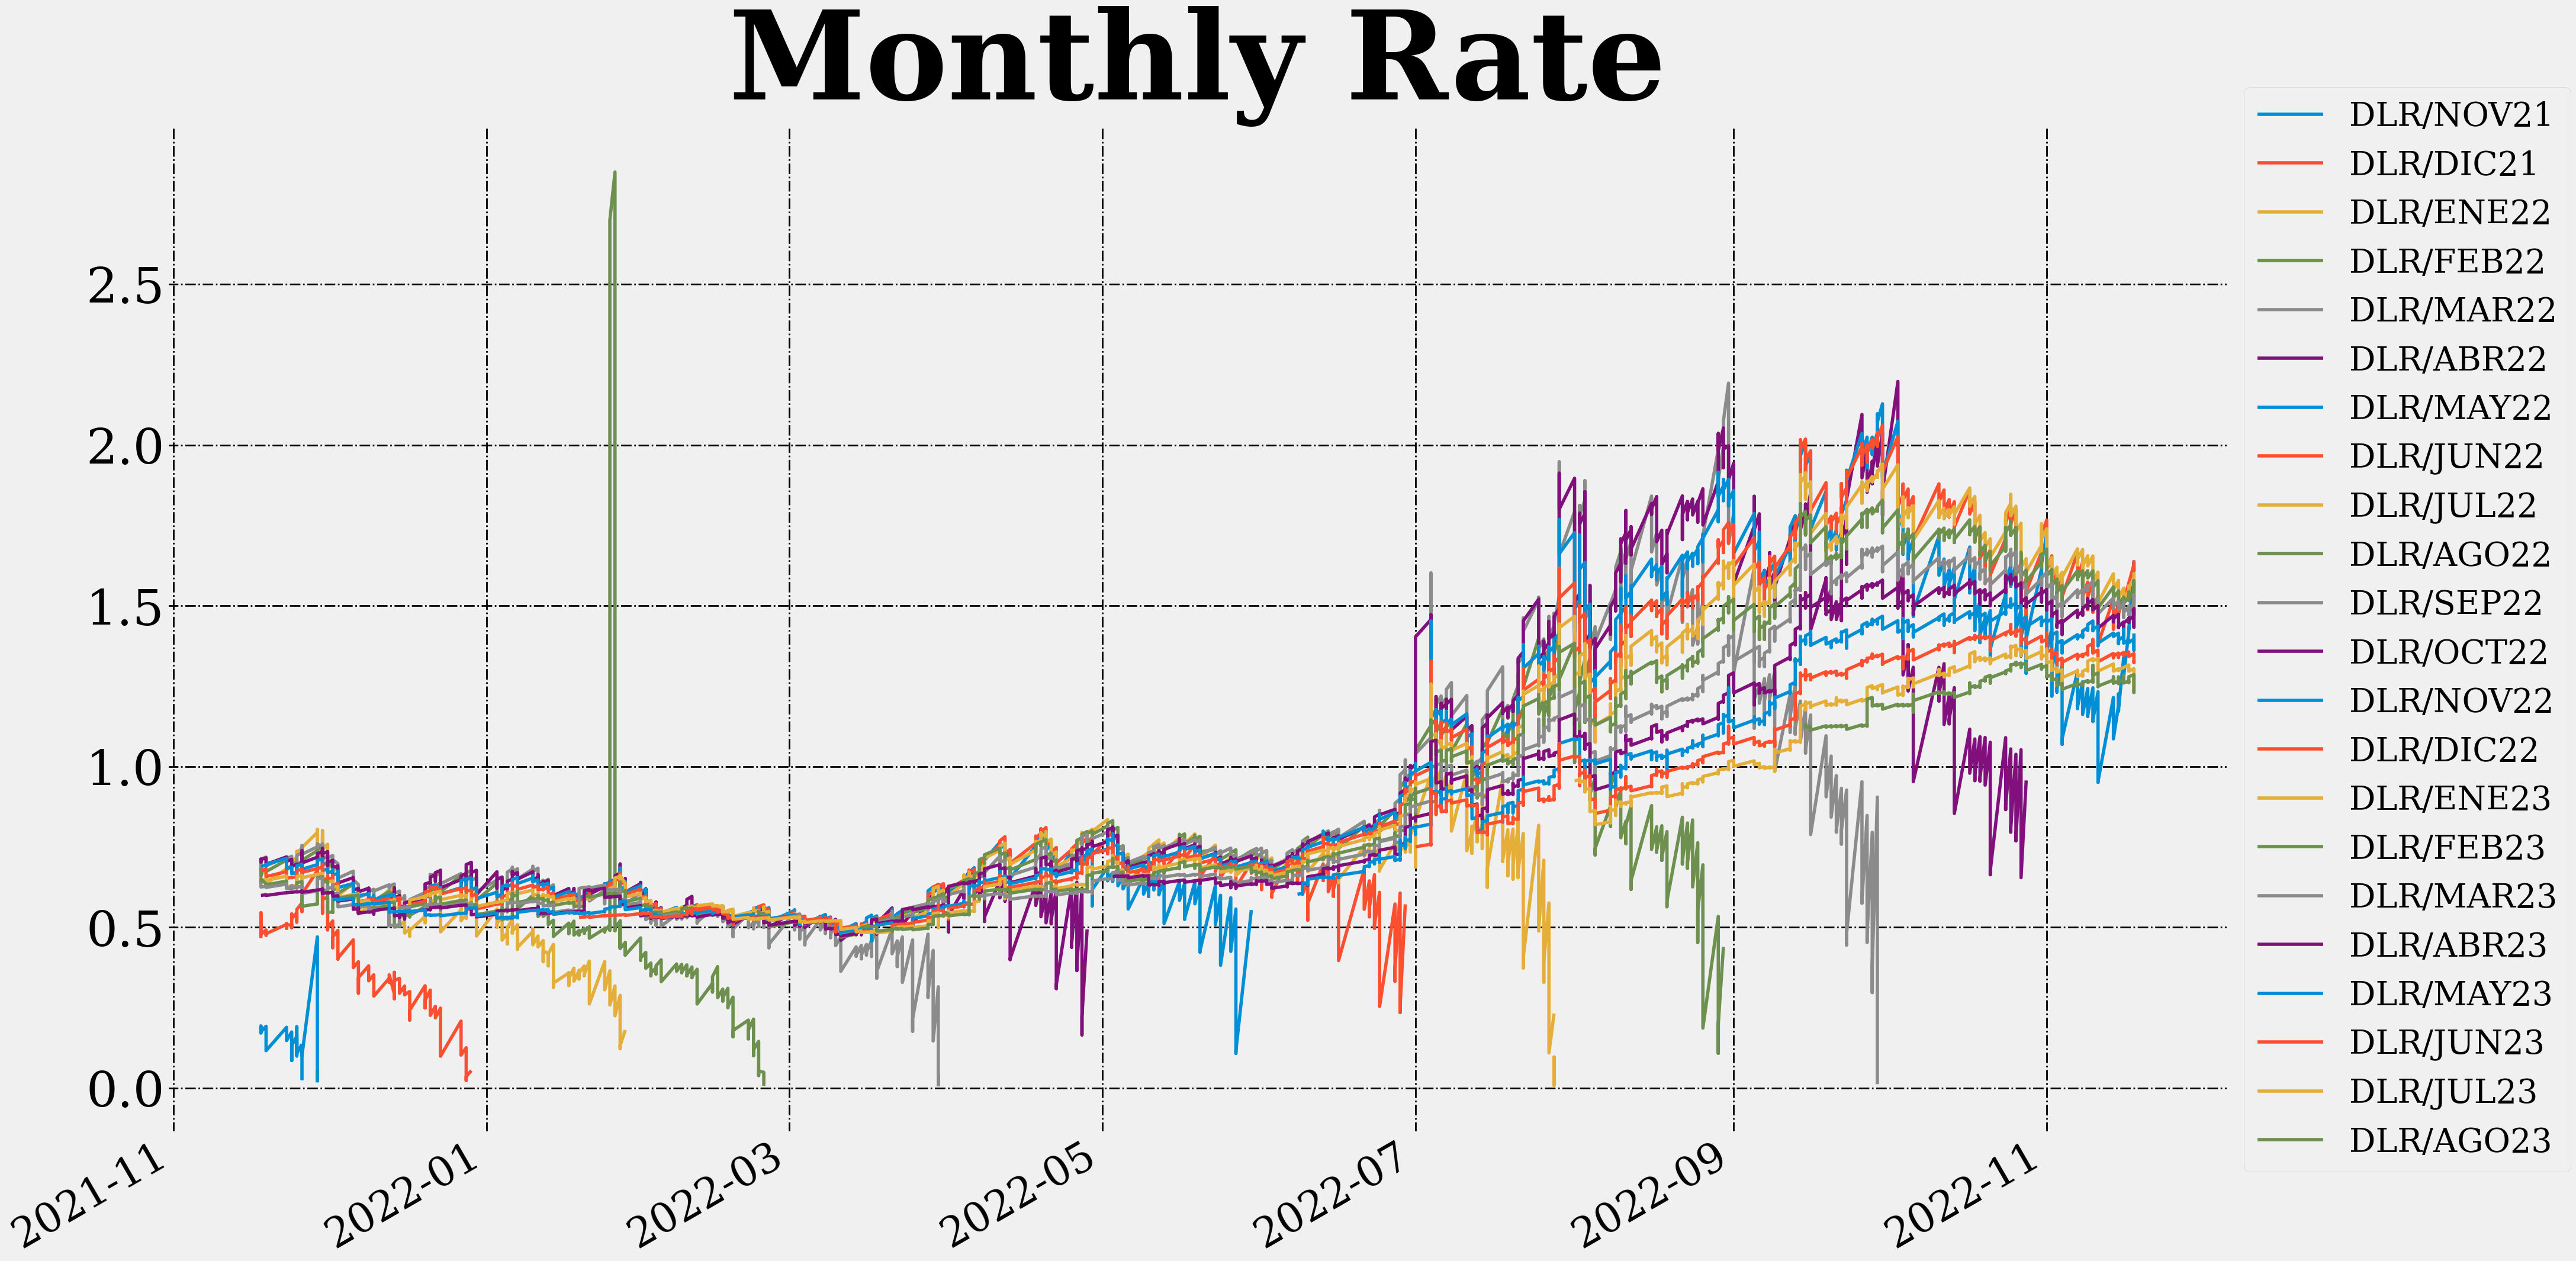 Monthly Rate
2.5
2.0
1.5
1.0
0.5
0.0
2021-11
2022-01
2022-03
2022-05
2022-07
2022-09
2022-11
DLR/NOV21
DLR/DIC21
DLR/ENE22
DLR/FEB22
DLR/MAR22
DLR/ABR22
DLR/MAY22
DLR/JUN22
DLR/JUL22
DLR/AGO22
DLR/SEP22
DLR/OCT22
DLR/NOV22
DLR/DIC22
DLR/ENE23
DLR/FEB23
DLR/MAR23
DLR/ABR23
DLR/MAY23
DLR/JUN23
DLR/JUL23
DLR/AGO23